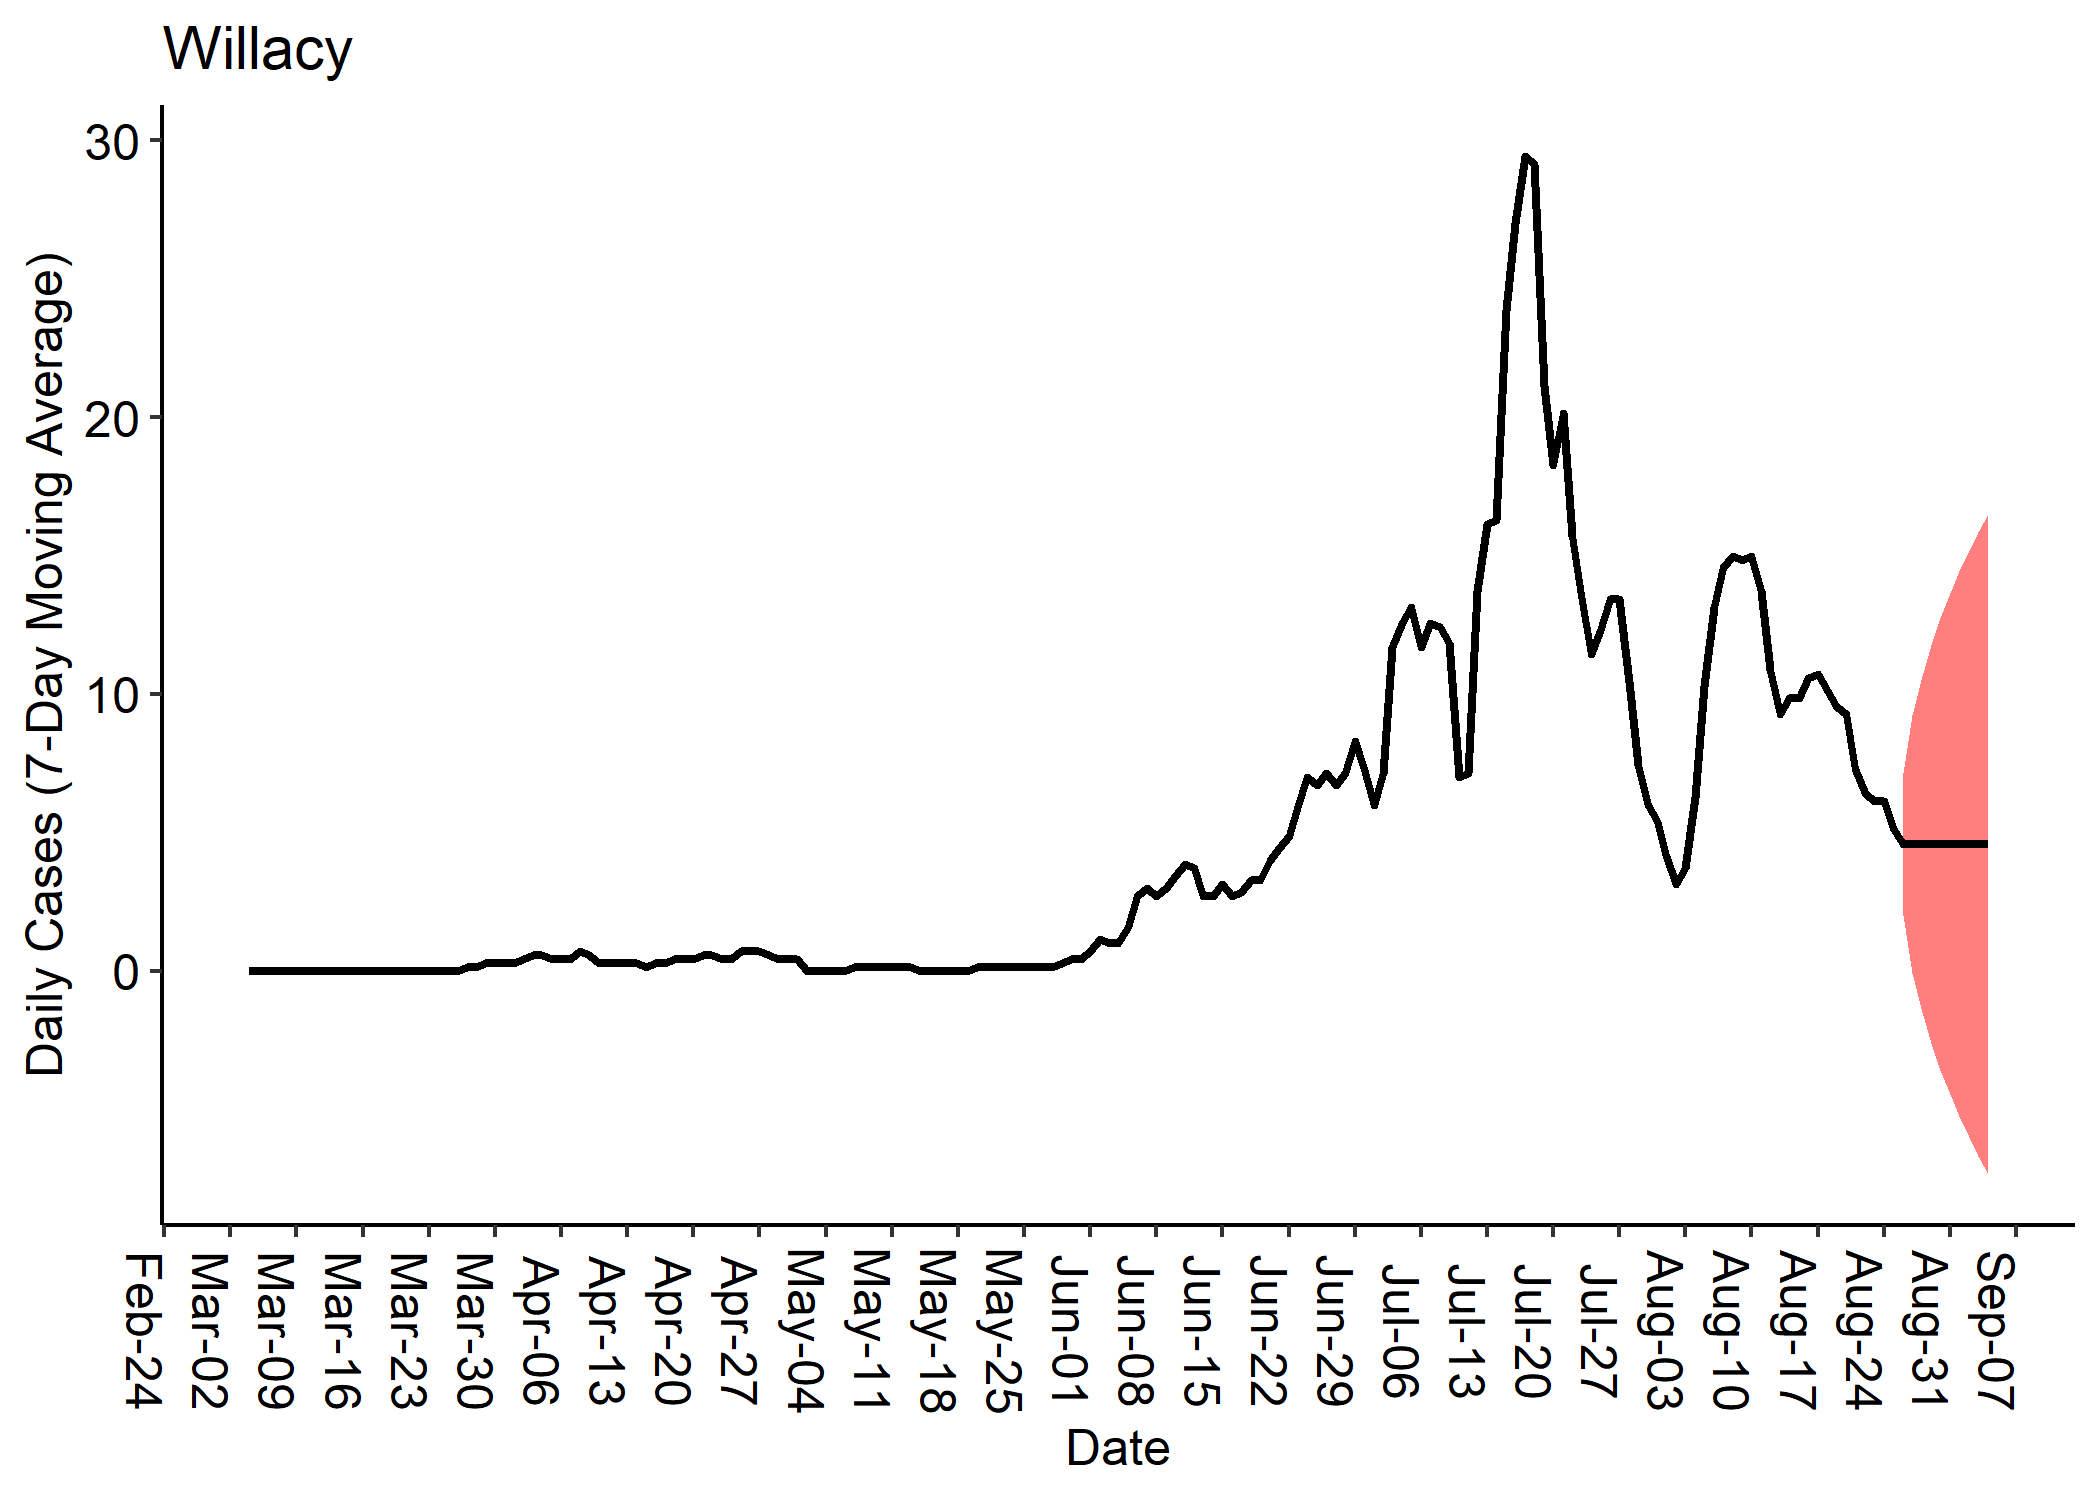 Willacy
Daily Cases (7-Day Moving Average)
30
20
10
0
Feb-24
Mar-02
Mar-09
Mar-16
Mar-23
Mar-30
Apr-06
Apr-13
Apr-20
Apr-27
May-04
May-11
May-18
May-25
Jun-01
Jun-08
Jun-15
Jun-22
Jun-29
Jul-06
Jul-13
Jul-20
Jul-27
Aug-03
Aug-10
Aug-17
Aug-24
Aug-31
Sep-07
Date